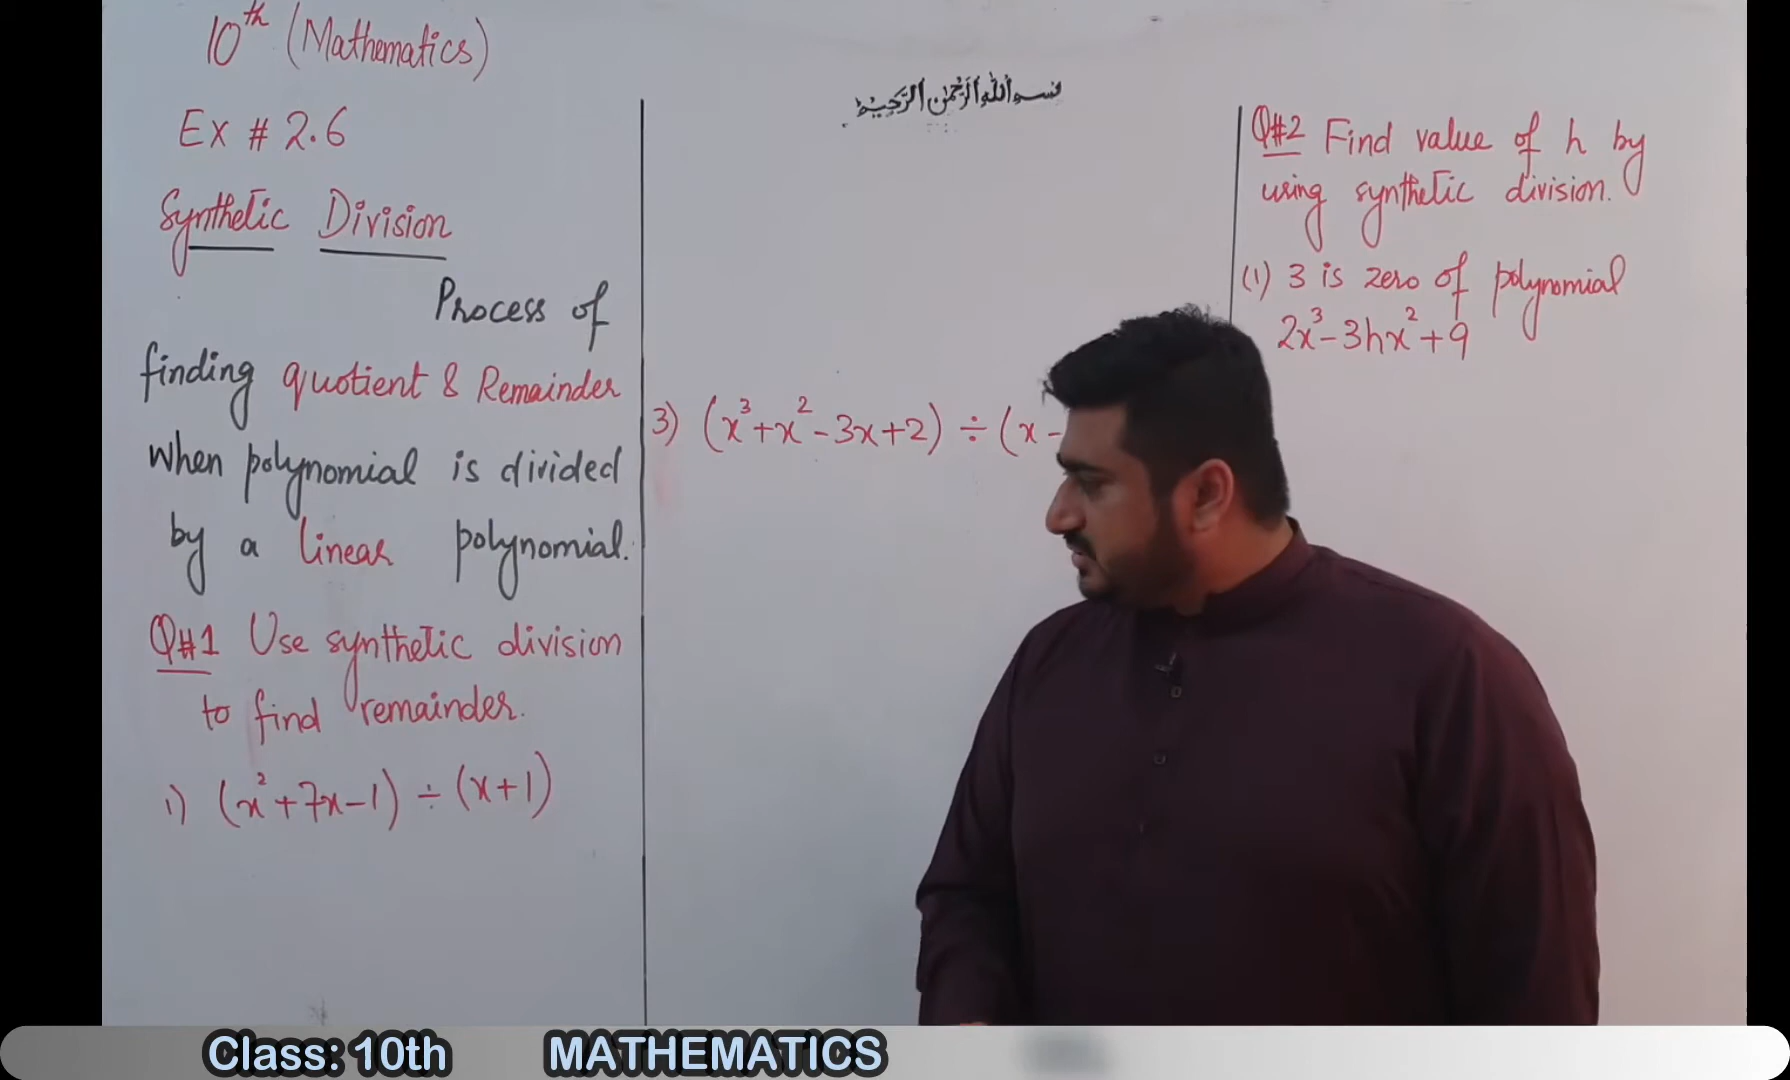 10th (Mathematics)
Ex # 2.6
Synthetic Division
Process of
finding quotient & Remainder
when polynomial is divided
by a linear polynomial.
Q#1 Use synthetic division
to find remainder.
1) (x²+7x-1) ÷ (x+1)
بسم اللہ الرَّحْمٰن الرَّحِيْم
3) (x³+x²-3x+2) ÷ (x-
Q#2 Find value of h by
using synthetic division.
(1) 3 is zero of polynomial
2x³-3hx²+9
Class: 10th MATHEMATICS